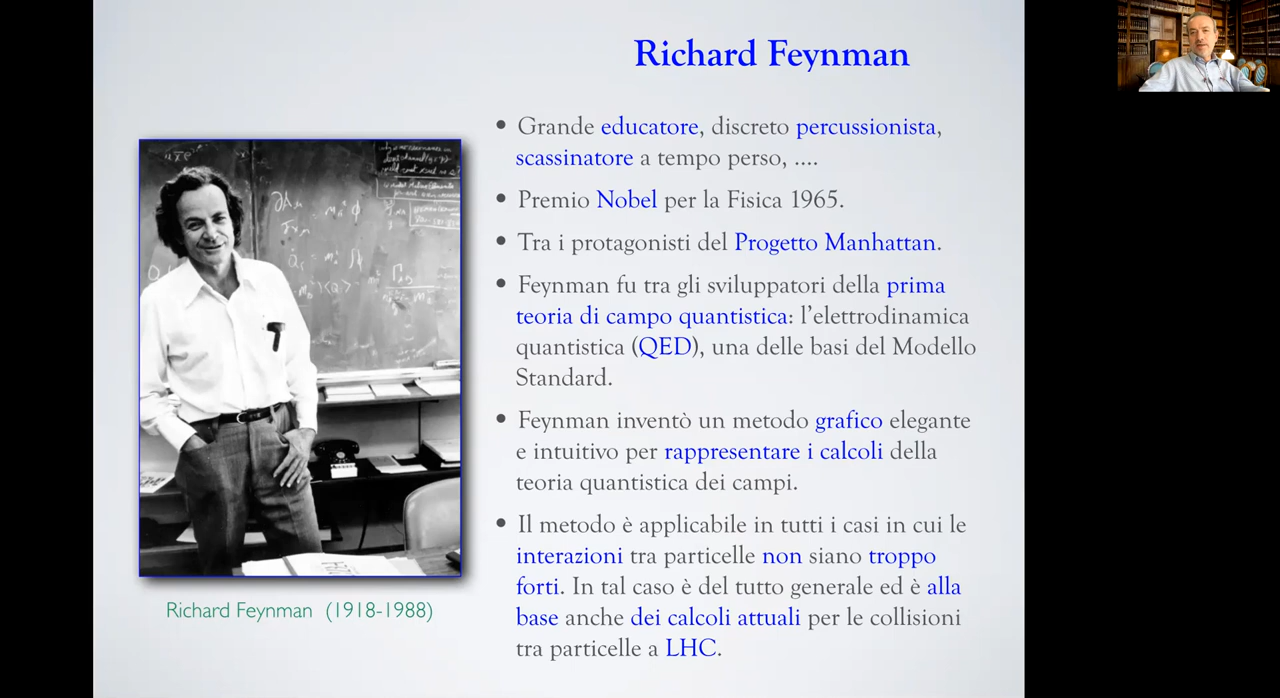 Richard Feynman
• Grande educatore, discreto percussionista,
scassinatore a tempo perso, ....
• Premio Nobel per la Fisica 1965.
• Tra i protagonisti del Progetto Manhattan.
• Feynman fu tra gli sviluppatori della prima
teoria di campo quantistica: l’elettrodinamica
quantistica (QED), una delle basi del Modello
Standard.
• Feynman inventò un metodo grafico elegante
e intuitivo per rappresentare i calcoli della
teoria quantistica dei campi.
• Il metodo è applicabile in tutti i casi in cui le
interazioni tra particelle non siano troppo
forti. In tal caso è del tutto generale ed è alla
base anche dei calcoli attuali per le collisioni
tra particelle a LHC.
Richard Feynman (1918-1988)